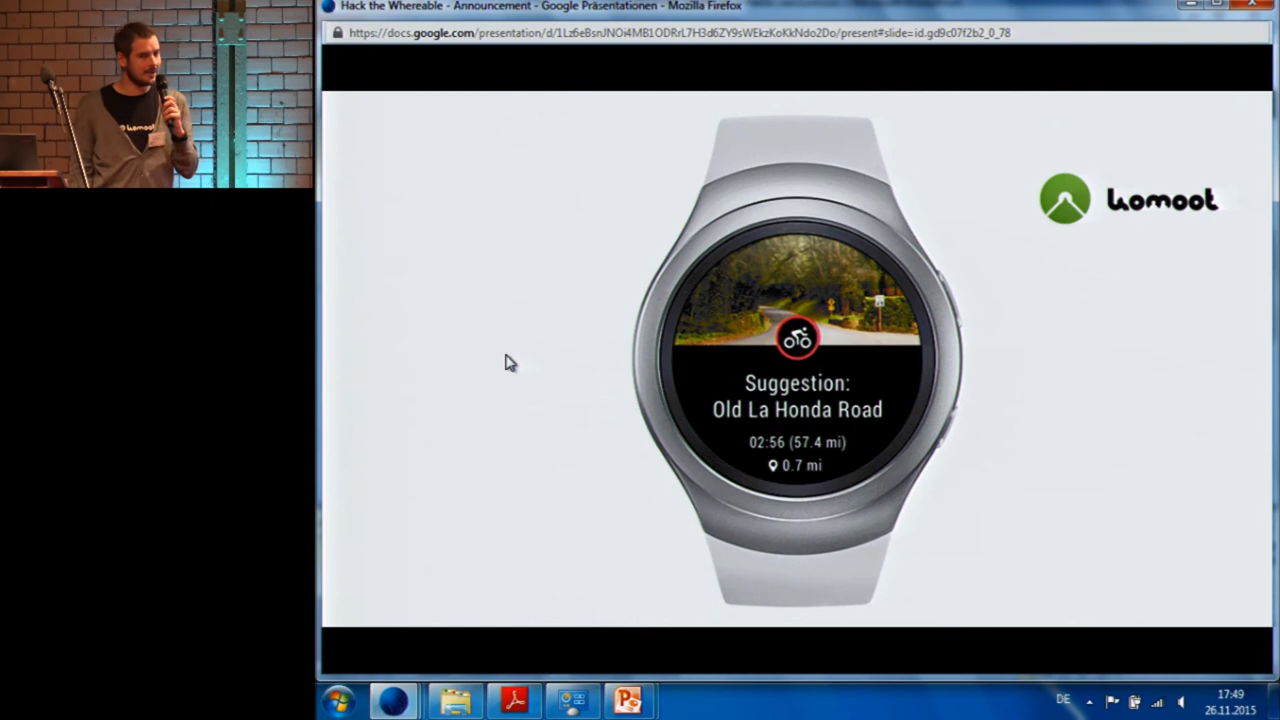 Hack the Whereable - Announcement - Google Präsentationen - Mozilla Firefox
https://docs.google.com/presentation/d/1Lz6eBsnJNOi4MB1ODRrL7H3d6ZY9sWEkzKoKkNdo2Do/present#slide=id.gd9c07f2b2_0_78
komoot
komoot
Suggestion:
Old La Honda Road
02:56 (57.4 mi)
0.7 mi
DE
17:49
26.11.2015